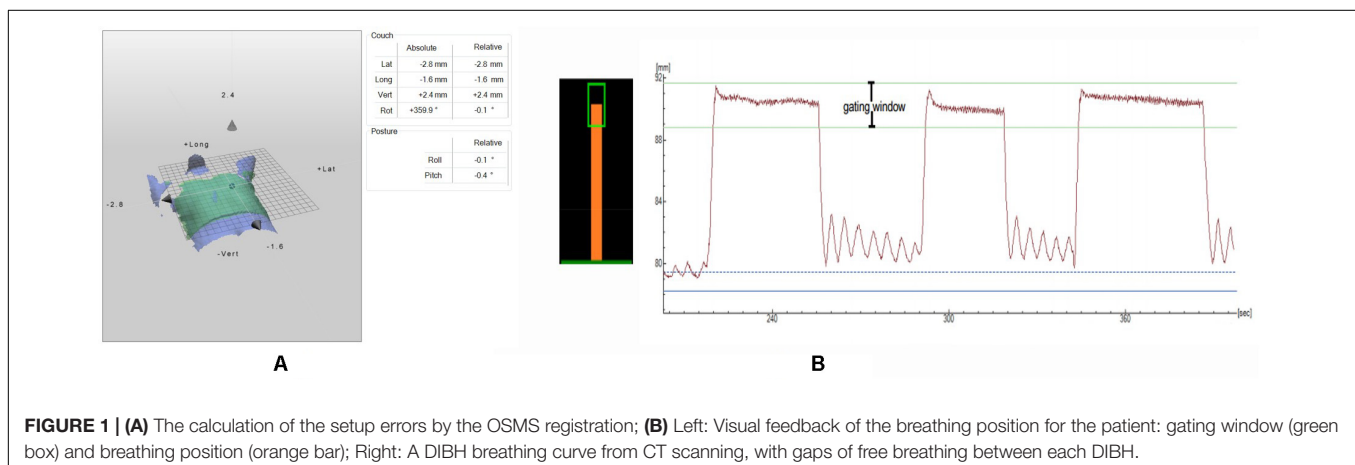 2.4
+Long
+Lat
-2.8
-1.6
-Vert
Couch
Absolute Relative
Lat -2.8 mm -2.8 mm
Long -1.6 mm -1.6 mm
Vert +2.4 mm +2.4 mm
Rot +359.9 ° -0.1 °
Posture
Relative
Roll -0.1 °
Pitch -0.4 °
[mm]
92
gating window
88
84
80
240 300 360 [sec]
A B
FIGURE 1 | (A) The calculation of the setup errors by the OSMS registration; (B) Left: Visual feedback of the breathing position for the patient: gating window (green
box) and breathing position (orange bar); Right: A DIBH breathing curve from CT scanning, with gaps of free breathing between each DIBH.